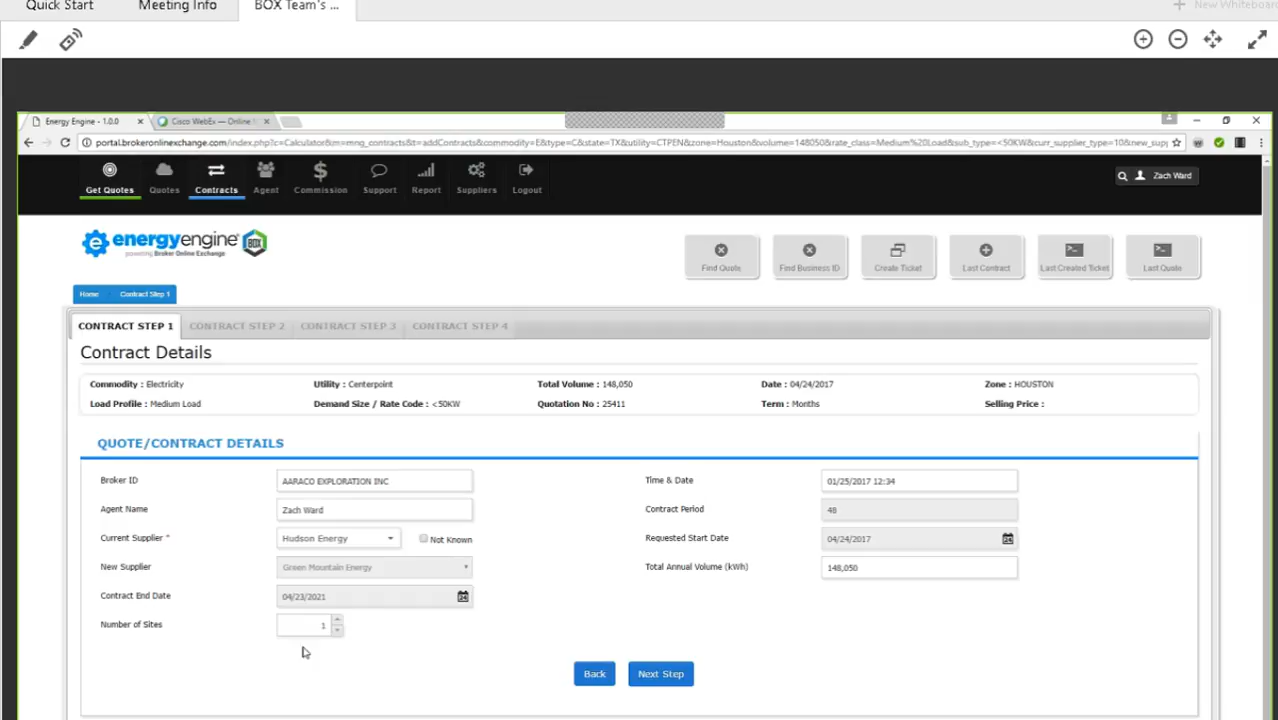 Quick Start Meeting Info BOX Team's ... New Whiteboard
Energy Engine - 1.0.0 Cisco WebEx — Online
portal.brokeronlinexchange.com/index.php?c=Calculator&m=mng_contracts&t=addContracts&commodity=E&type=C&state=TX&utility=CTPEN&zone=Houston&volume=148050&rate_class=Medium%20Load&sub_type=<50KW&curr_supplier_type=10&new_supp
Get Quotes Quotes Contracts Agent Commission Support Report Suppliers Logout Zach Ward
energyengine BOX
powering Broker Online Exchange
Find Quote Find Business ID Create Ticket Last Contract Last Created Ticket Last Quote
Home Contract Step 1
CONTRACT STEP 1 CONTRACT STEP 2 CONTRACT STEP 3 CONTRACT STEP 4
Contract Details
Commodity : Electricity Utility : Centerpoint Total Volume : 148,050 Date : 04/24/2017 Zone : HOUSTON
Load Profile : Medium Load Demand Size / Rate Code : <50KW Quotation No : 25411 Term : Months Selling Price :
QUOTE/CONTRACT DETAILS
Broker ID AARACO EXPLORATION INC Time & Date 01/25/2017 12:34
Agent Name Zach Ward Contract Period 48
Current Supplier * Hudson Energy Not Known Requested Start Date 04/24/2017
New Supplier Green Mountain Energy Total Annual Volume (kWh) 148,050
Contract End Date 04/23/2021
Number of Sites 1
Back Next Step